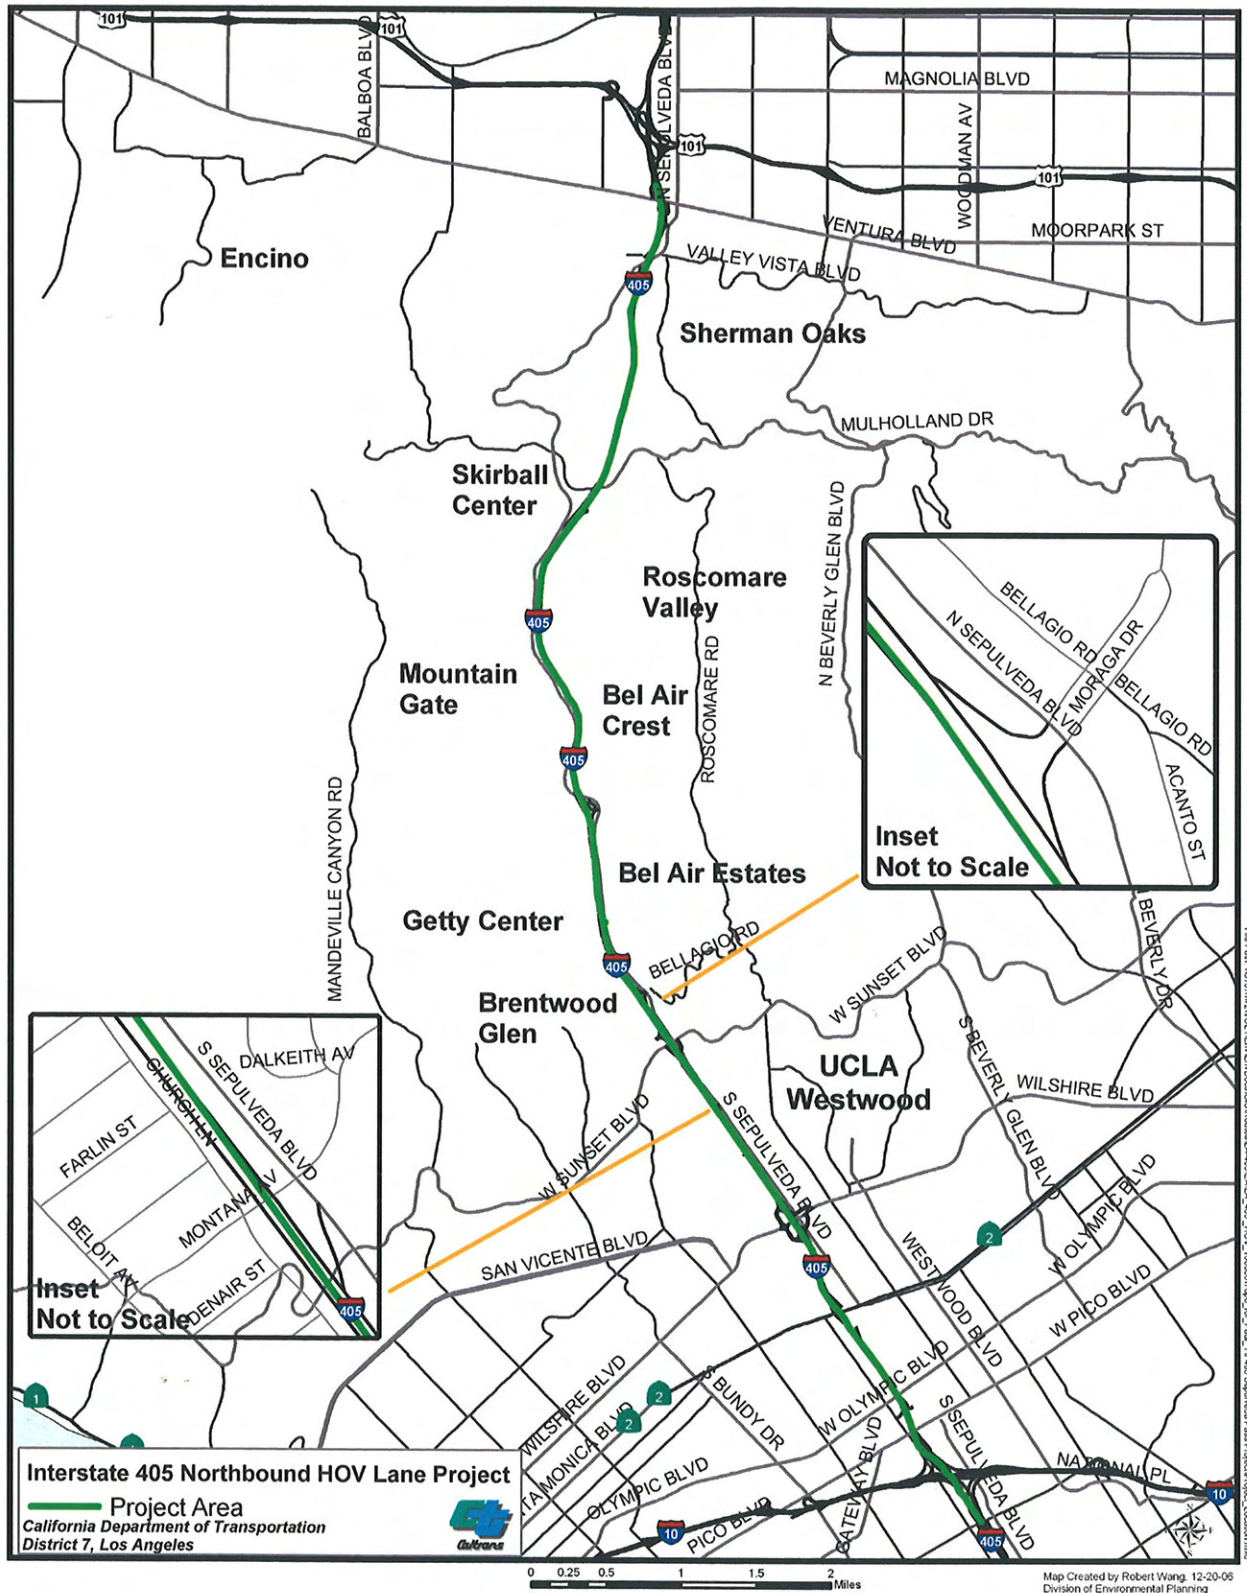 101
101
BALBOA BLVD
N SEPULVEDA BLVD
MAGNOLIA BLVD
WOODMAN AV
101
101
VENTURA BLVD
MOORPARK ST
Encino
VALLEY VISTA BLVD
405
Sherman Oaks
MULHOLLAND DR
Skirball
Center
N BEVERLY GLEN BLVD
Roscomare
Valley
405
ROSCOMARE RD
Mountain
Gate
Bel Air
Crest
405
BELLAGIO RD
N SEPULVEDA BLVD
MORAGA DR
BELLAGIO RD
ACANTO ST
Inset
Not to Scale
MANDEVILLE CANYON RD
Bel Air Estates
Getty Center
BELLAGIO RD
405
W SUNSET BLVD
N BEVERLY DR
Brentwood
Glen
UCLA
Westwood
S BEVERLY GLEN BLVD
WILSHIRE BLVD
DALKEITH AV
S SEPULVEDA BLVD
CHURCH LN
FARLIN ST
MONTANA AV
BELOIT AV
DENAIR ST
Inset
Not to Scale
405
W SUNSET BLVD
S SEPULVEDA BLVD
SAN VICENTE BLVD
405
2
W OLYMPIC BLVD
WESTWOOD BLVD
W PICO BLVD
1
WILSHIRE BLVD
2
2
S BUNDY DR
W OLYMPIC BLVD
S SEPULVEDA BLVD
NATIONAL PL
TA MONICA BLVD
OLYMPIC BLVD
GATEWAY BLVD
PICO BLVD
10
10
405
Interstate 405 Northbound HOV Lane Project
Project Area
California Department of Transportation
District 7, Los Angeles
Caltrans
0 0.25 0.5 1 1.5 2
Miles
Map Created by Robert Wang. 12-20-06
Division of Environmental Planning